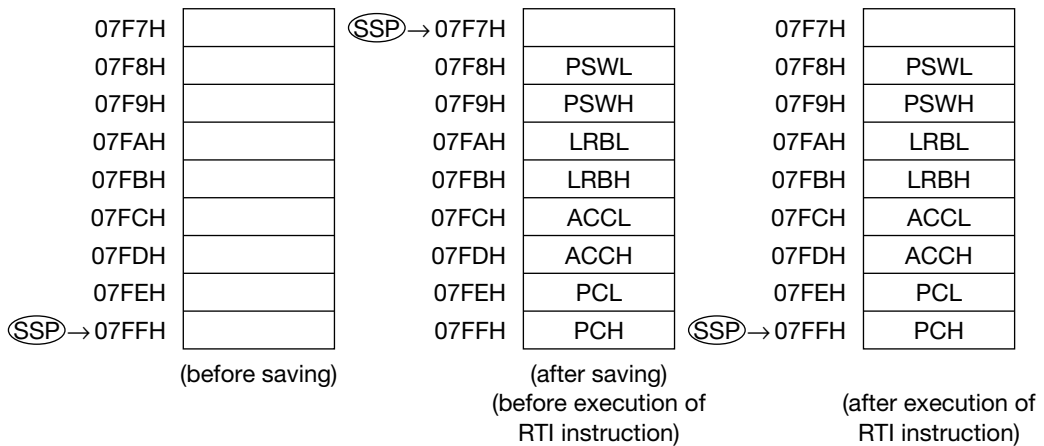 07F7H SSP → 07F7H 07F7H
07F8H 07F8H PSWL 07F8H PSWL
07F9H 07F9H PSWH 07F9H PSWH
07FAH 07FAH LRBL 07FAH LRBL
07FBH 07FBH LRBH 07FBH LRBH
07FCH 07FCH ACCL 07FCH ACCL
07FDH 07FDH ACCH 07FDH ACCH
07FEH 07FEH PCL 07FEH PCL
SSP → 07FFH 07FFH PCH SSP → 07FFH PCH
(before saving) (after saving)
(before execution of (after execution of
RTI instruction) RTI instruction)